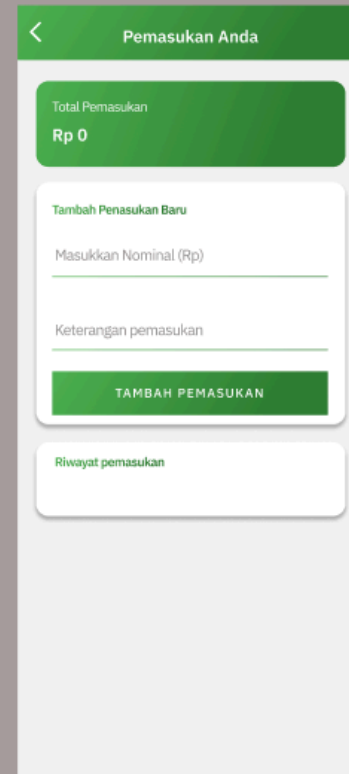 Pemasukan Anda
Total Pemasukan
Rp 0
Tambah Penasukan Baru
Masukkan Nominal (Rp)
Keterangan pemasukan
TAMBAH PEMASUKAN
Riwayat pemasukan